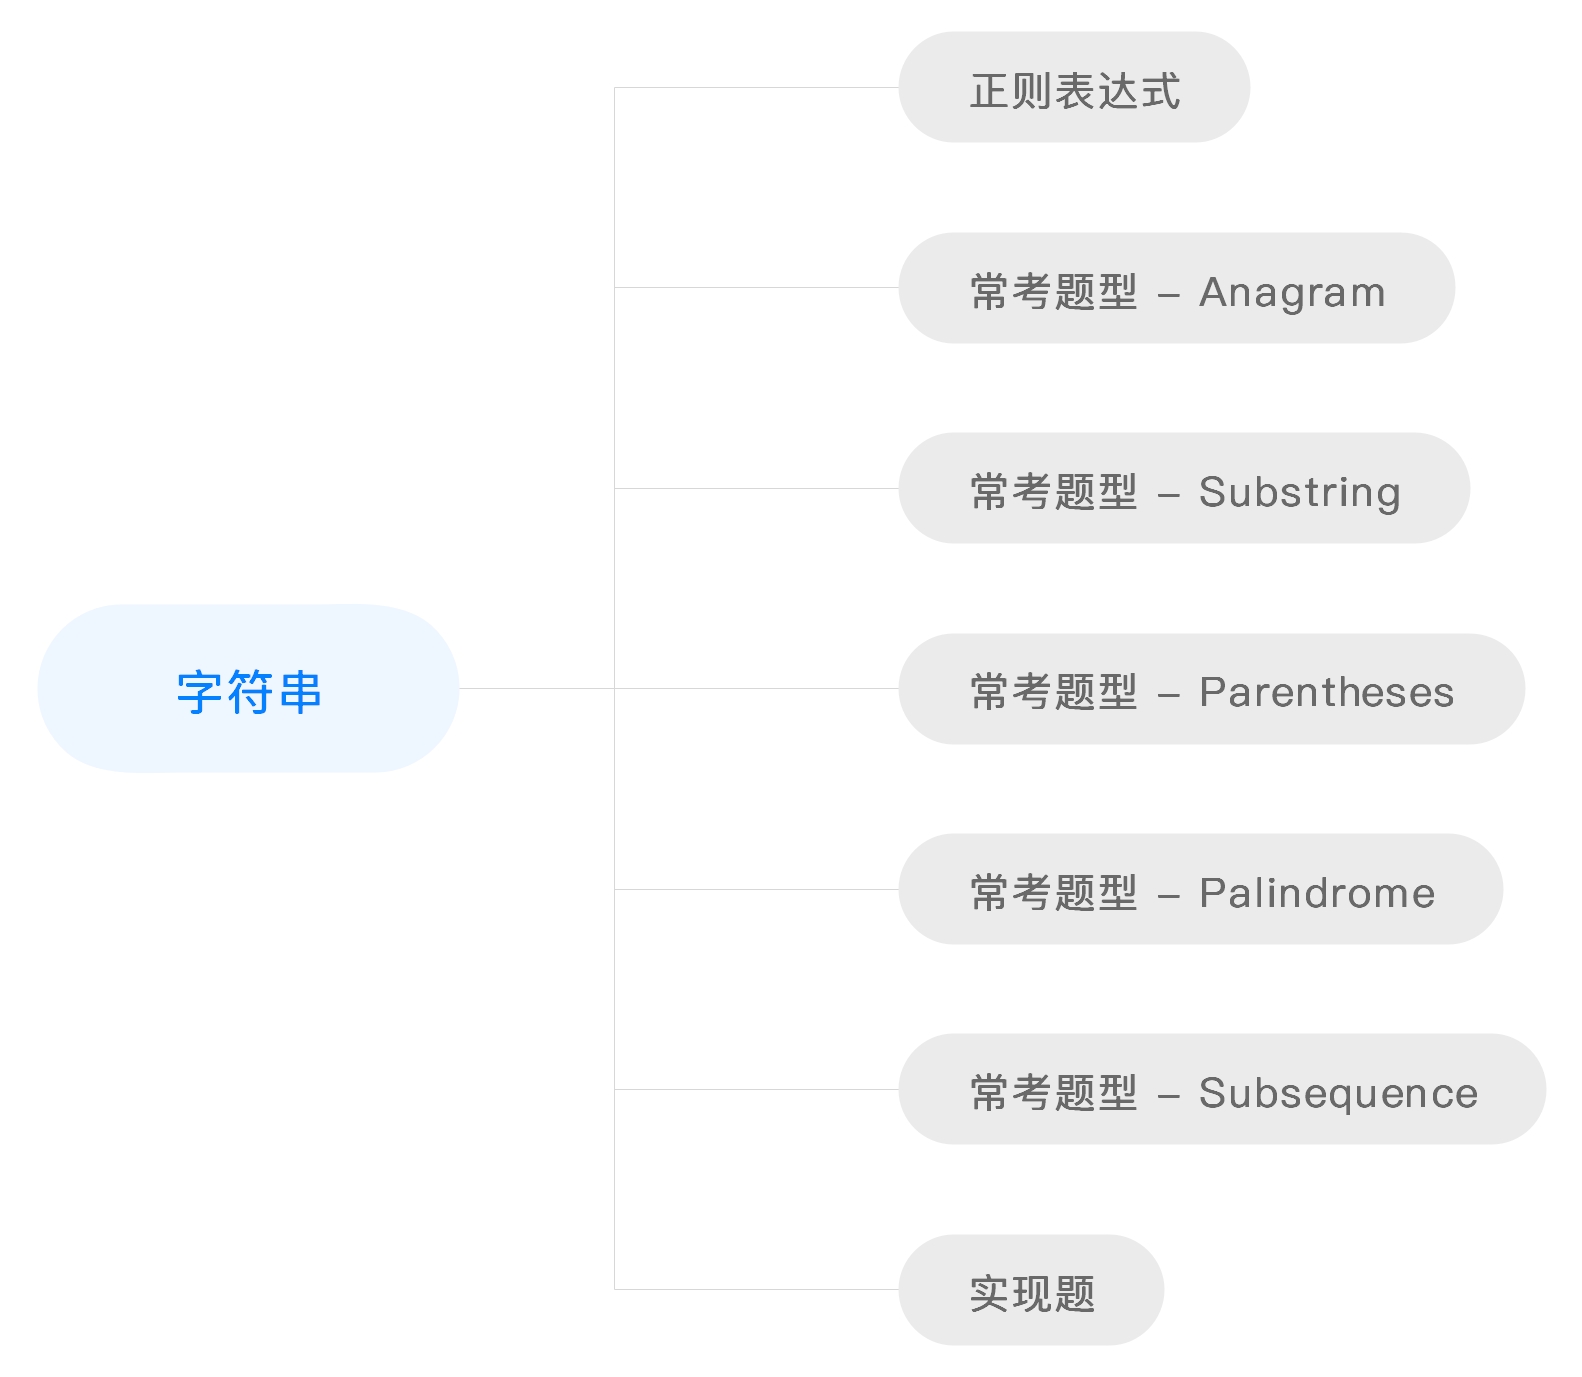 正则表达式
常考题型 – Anagram
常考题型 – Substring
字符串
常考题型 – Parentheses
常考题型 – Palindrome
常考题型 – Subsequence
实现题